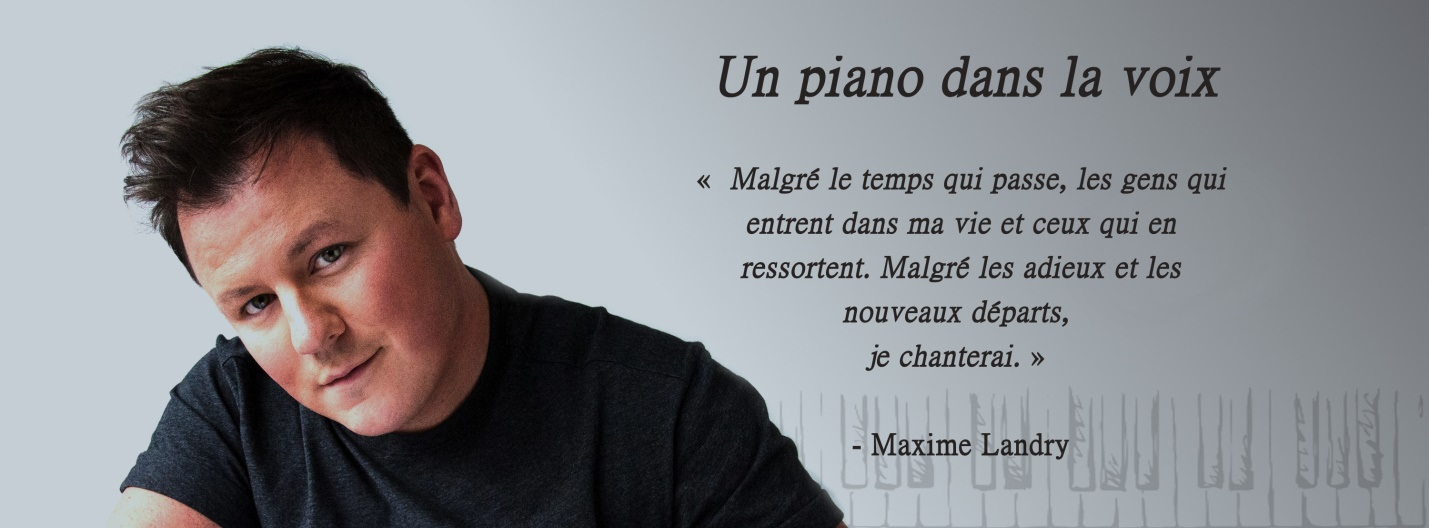 Un piano dans la voix
« Malgré le temps qui passe, les gens qui
entrent dans ma vie et ceux qui en
ressortent. Malgré les adieux et les
nouveaux départs,
je chanterai. »
- Maxime Landry